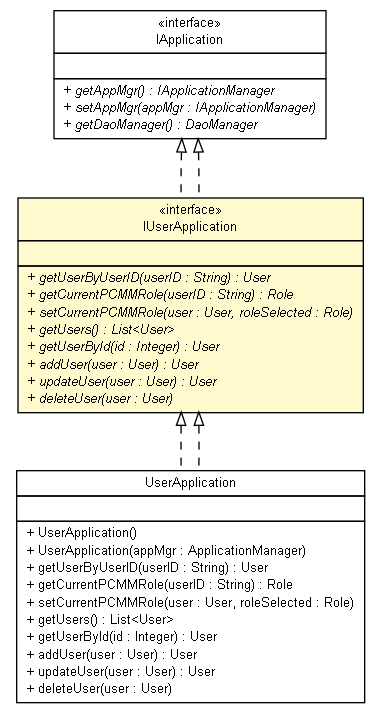 «interface»
IApplication
+ getAppMgr() : IApplicationManager
+ setAppMgr(appMgr : IApplicationManager)
+ getDaoManager() : DaoManager
«interface»
IUserApplication
+ getUserByUserID(userID : String) : User
+ getCurrentPCMMRole(userID : String) : Role
+ setCurrentPCMMRole(user : User, roleSelected : Role)
+ getUsers() : List<User>
+ getUserById(id : Integer) : User
+ addUser(user : User) : User
+ updateUser(user : User) : User
+ deleteUser(user : User)
UserApplication
+ UserApplication()
+ UserApplication(appMgr : ApplicationManager)
+ getUserByUserID(userID : String) : User
+ getCurrentPCMMRole(userID : String) : Role
+ setCurrentPCMMRole(user : User, roleSelected : Role)
+ getUsers() : List<User>
+ getUserById(id : Integer) : User
+ addUser(user : User) : User
+ updateUser(user : User) : User
+ deleteUser(user : User)